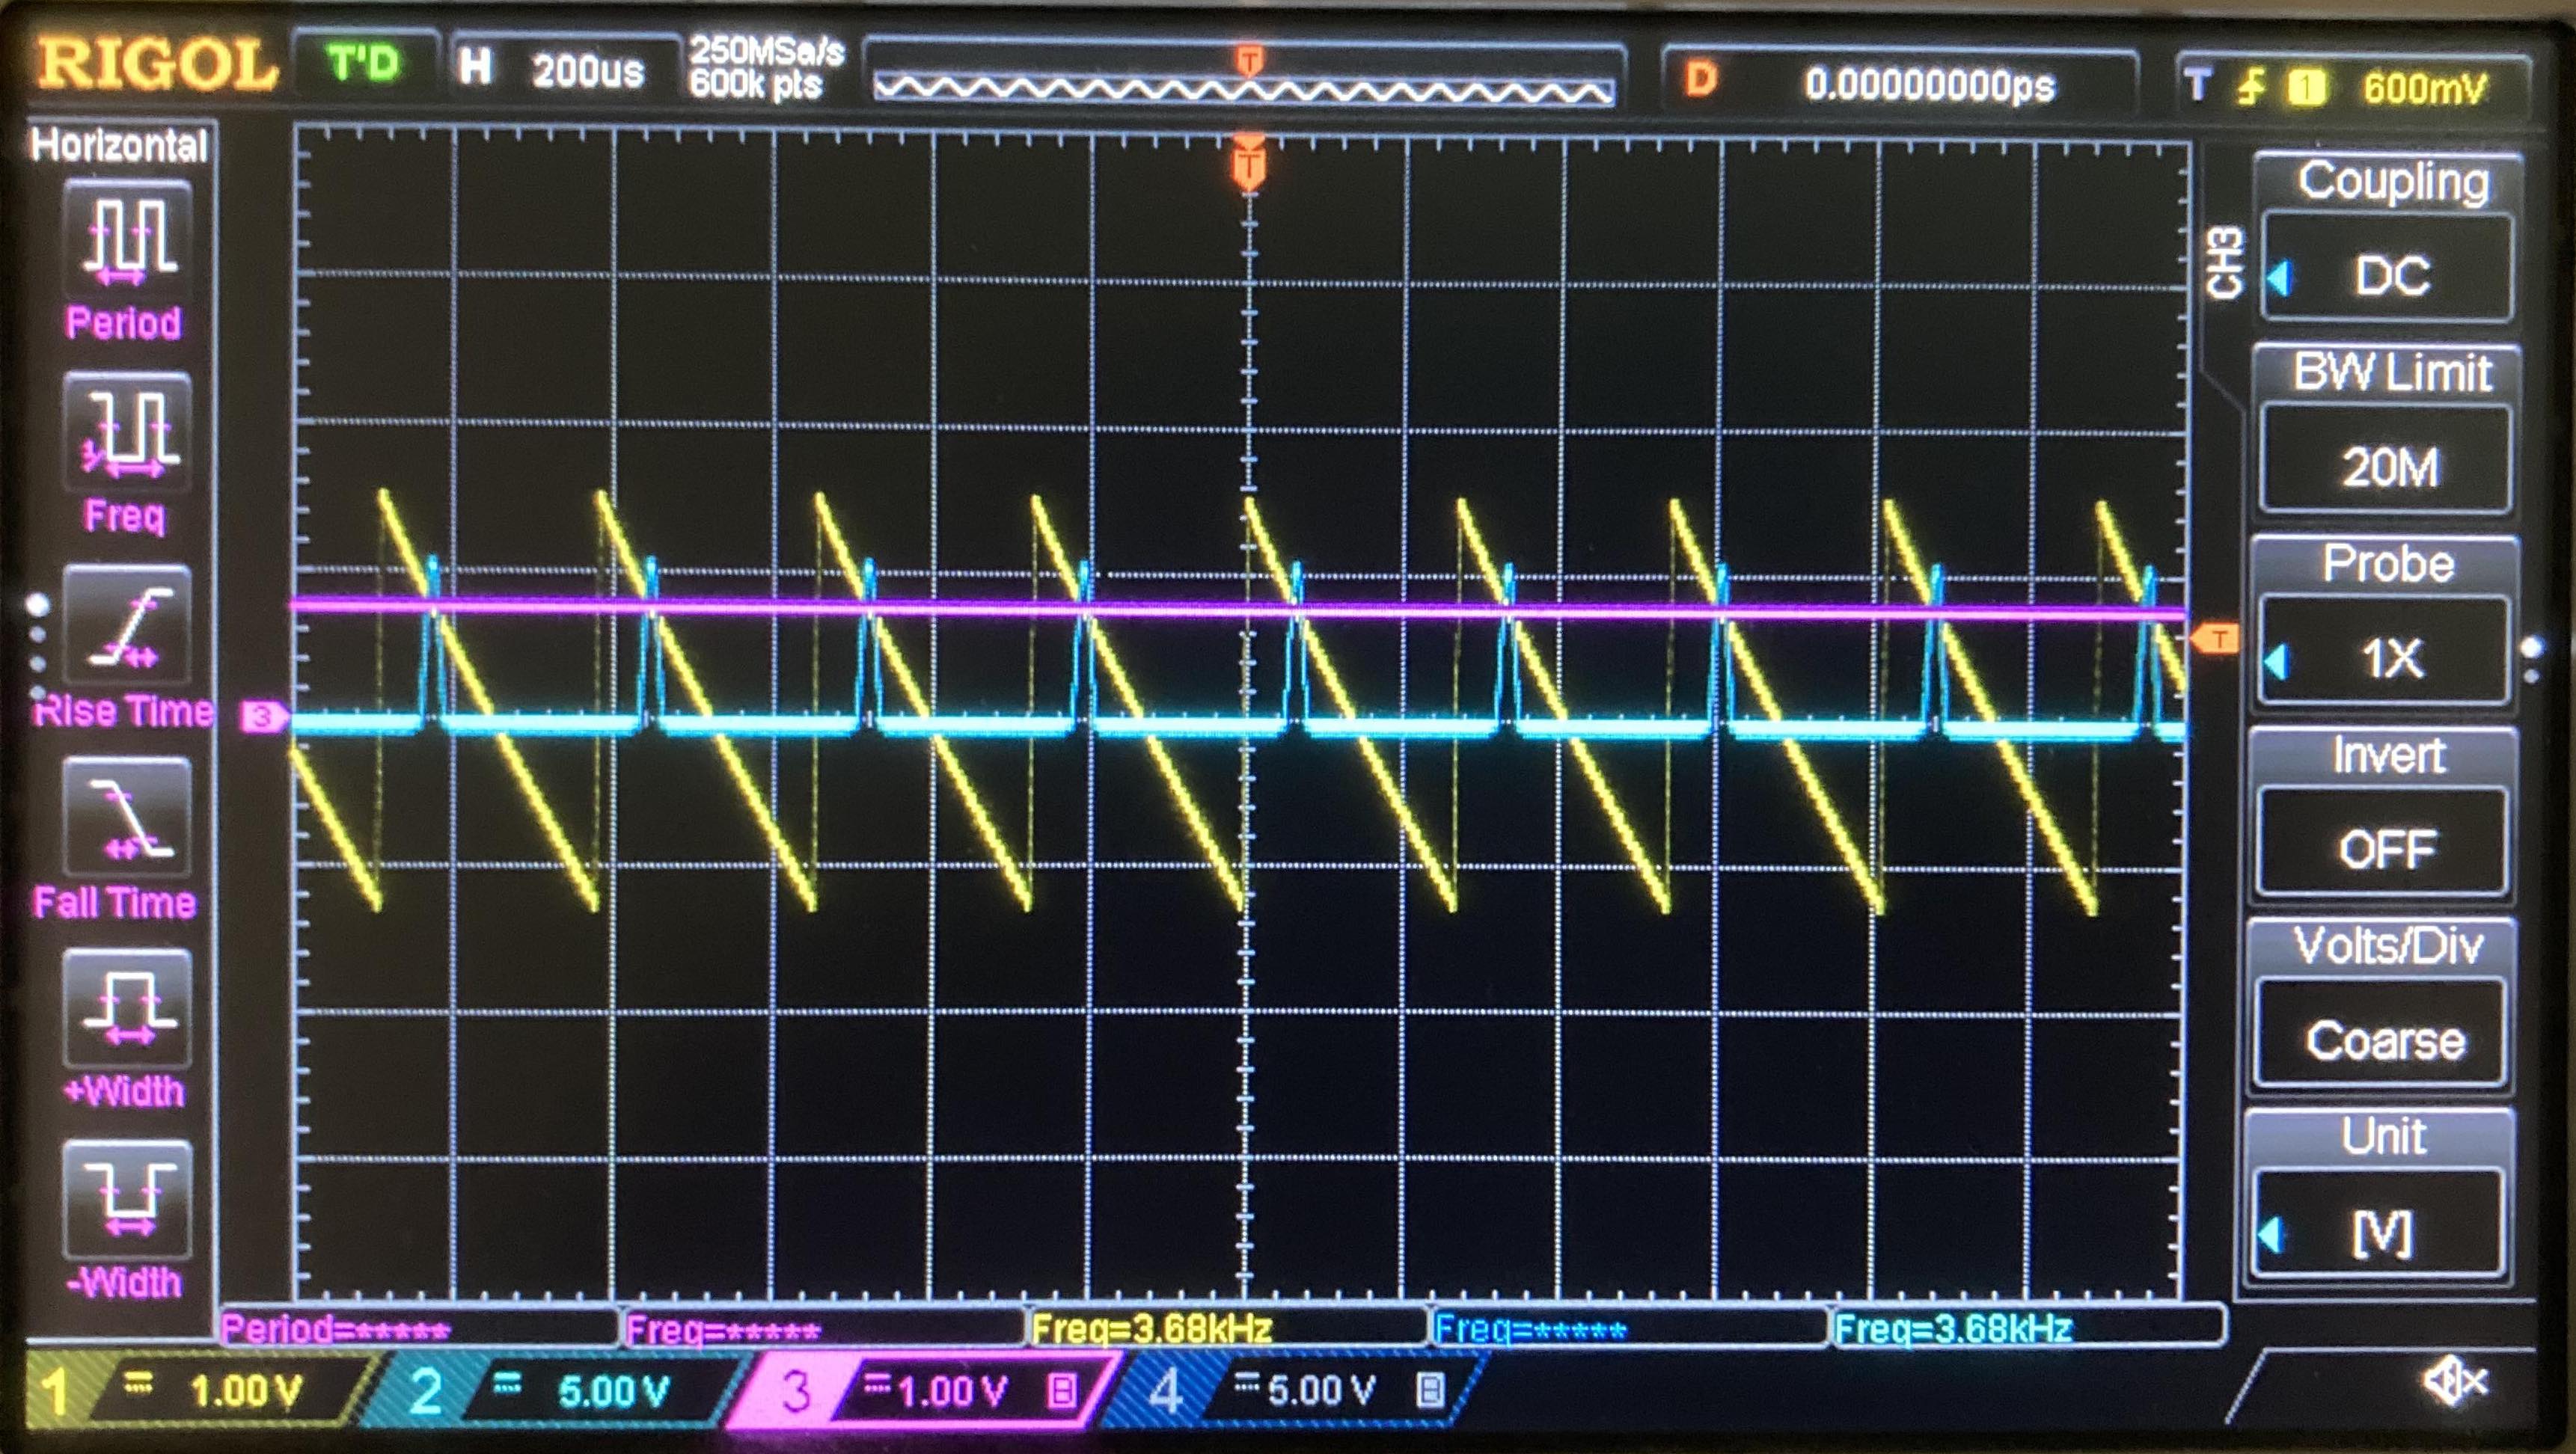 RIGOL
T'D
H 200us
250MSa/s
600k pts
T
D 0.00000000ps
T 1 600mV
Horizontal
Period
Freq
Rise Time
Fall Time
+Width
-Width
T
3
T
CH3
Coupling
DC
BW Limit
20M
Probe
1X
Invert
OFF
Volts/Div
Coarse
Unit
[V]
Period=*****
Freq=*****
Freq=3.68kHz
Freq=*****
Freq=3.68kHz
1 1.00 V
2 5.00 V
3 1.00 V B
4 5.00 V B